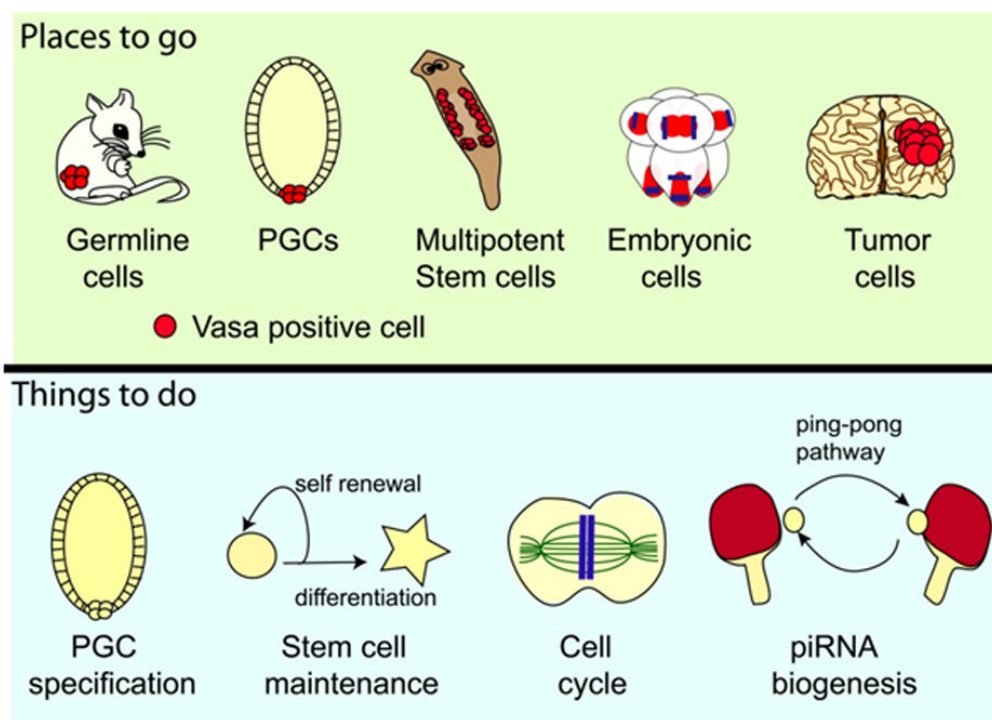 Places to go
Germline
cells
PGCs
Multipotent
Stem cells
Embryonic
cells
Tumor
cells
Vasa positive cell
Things to do
self renewal
differentiation
ping-pong
pathway
PGC
specification
Stem cell
maintenance
Cell
cycle
piRNA
biogenesis